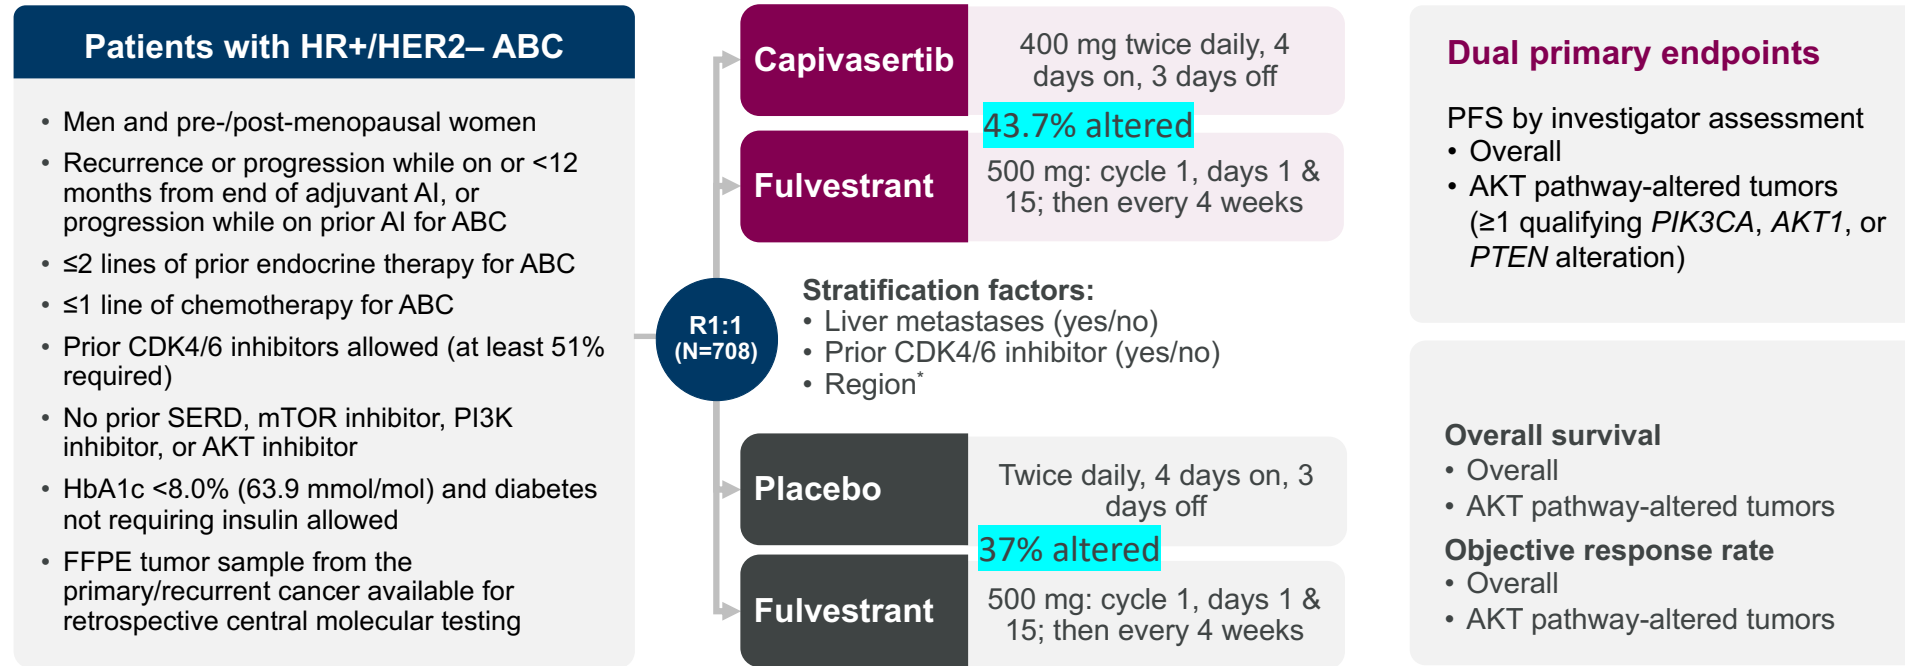 Patients with HR+/HER2– ABC
• Men and pre-/post-menopausal women
• Recurrence or progression while on or <12
months from end of adjuvant AI, or
progression while on prior AI for ABC
• ≤2 lines of prior endocrine therapy for ABC
• ≤1 line of chemotherapy for ABC
• Prior CDK4/6 inhibitors allowed (at least 51%
required)
• No prior SERD, mTOR inhibitor, PI3K
inhibitor, or AKT inhibitor
• HbA1c <8.0% (63.9 mmol/mol) and diabetes
not requiring insulin allowed
• FFPE tumor sample from the
primary/recurrent cancer available for
retrospective central molecular testing
R1:1
(N=708)
Capivasertib
400 mg twice daily, 4
days on, 3 days off
43.7% altered
Fulvestrant
500 mg: cycle 1, days 1 &
15; then every 4 weeks
Stratification factors:
• Liver metastases (yes/no)
• Prior CDK4/6 inhibitor (yes/no)
• Region*
Placebo
Twice daily, 4 days on, 3
days off
37% altered
Fulvestrant
500 mg: cycle 1, days 1 &
15; then every 4 weeks
Dual primary endpoints
PFS by investigator assessment
• Overall
• AKT pathway-altered tumors
(≥1 qualifying PIK3CA, AKT1, or
PTEN alteration)
Overall survival
• Overall
• AKT pathway-altered tumors
Objective response rate
• Overall
• AKT pathway-altered tumors